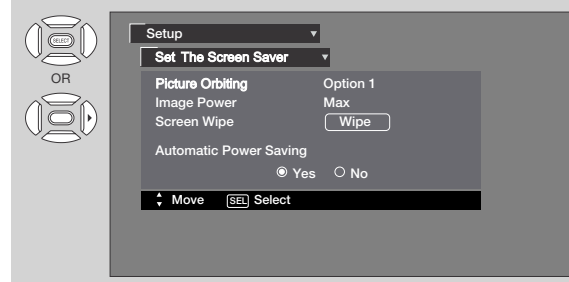 SELECT
OR
Setup
Set The Screen Saver
Picture Orbiting Option 1
Image Power Max
Screen Wipe Wipe
Automatic Power Saving
Yes No
Move SEL Select